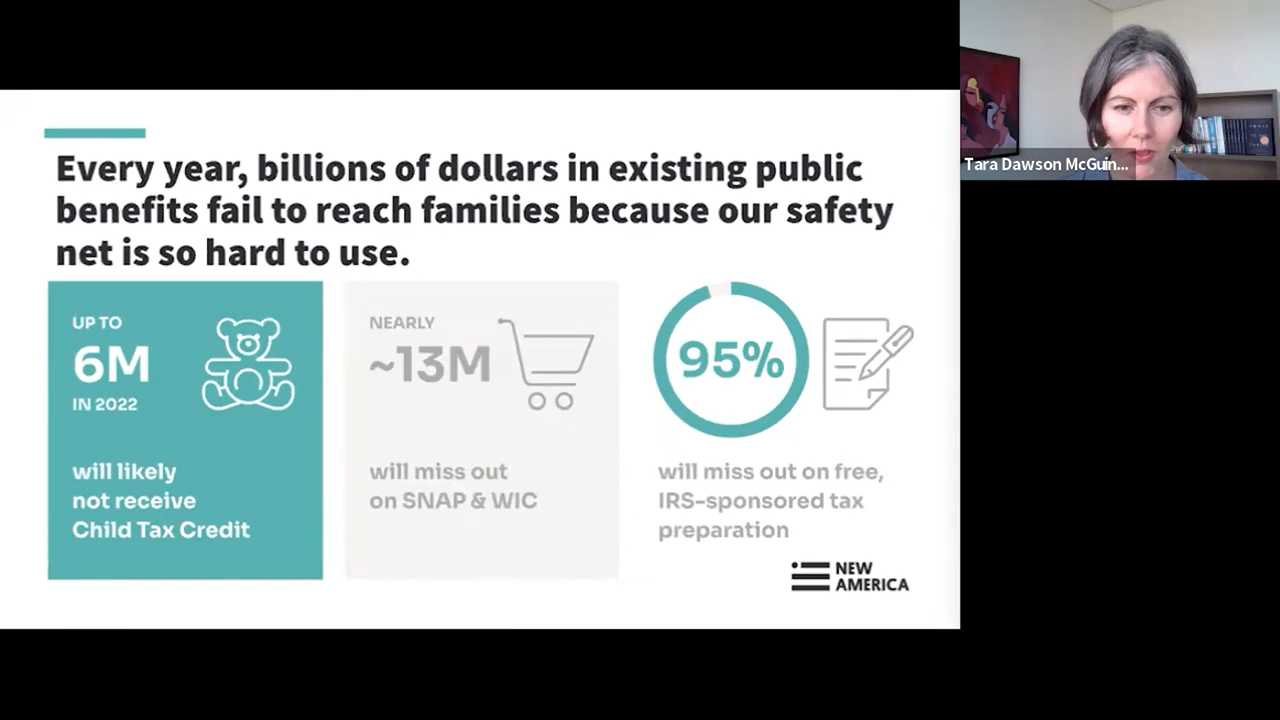 Every year, billions of dollars in existing public
benefits fail to reach families because our safety
net is so hard to use.
UP TO
6M
IN 2022
will likely
not receive
Child Tax Credit
NEARLY
~13M
will miss out
on SNAP & WIC
95%
will miss out on free,
IRS-sponsored tax
preparation
NEW
AMERICA
Tara Dawson McGuin...